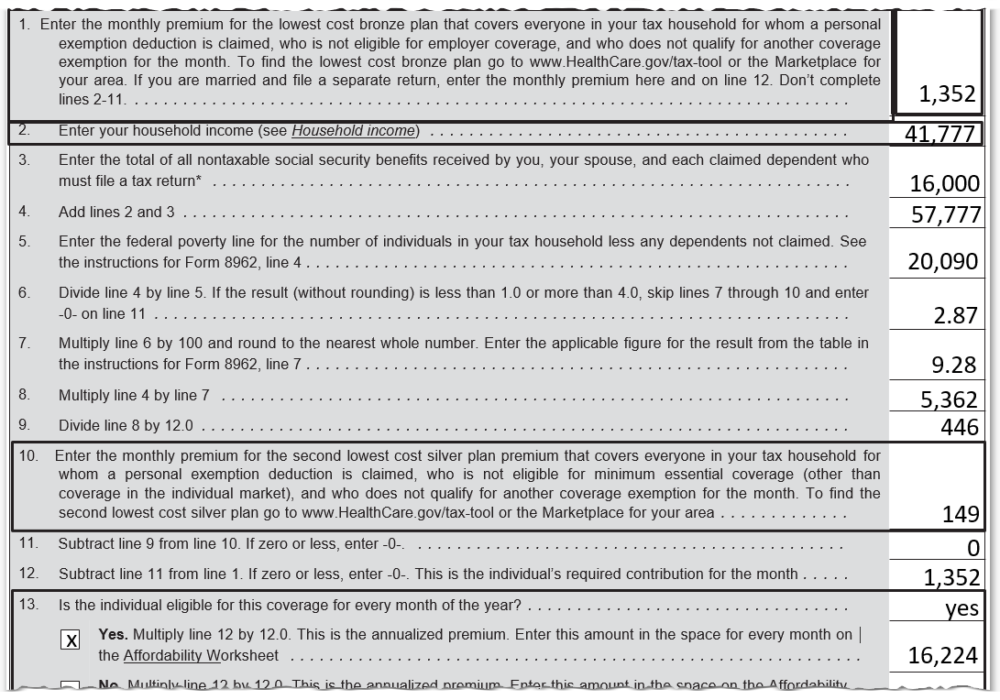 1. Enter the monthly premium for the lowest cost bronze plan that covers everyone in your tax household for whom a personal
exemption deduction is claimed, who is not eligible for employer coverage, and who does not qualify for another coverage
exemption for the month. To find the lowest cost bronze plan go to www.HealthCare.gov/tax-tool or the Marketplace for
your area. If you are married and file a separate return, enter the monthly premium here and on line 12. Don't complete
lines 2-11. 1,352
2. Enter your household income (see Household income) 41,777
3. Enter the total of all nontaxable social security benefits received by you, your spouse, and each claimed dependent who
must file a tax return* 16,000
4. Add lines 2 and 3 57,777
5. Enter the federal poverty line for the number of individuals in your tax household less any dependents not claimed. See
the instructions for Form 8962, line 4 20,090
6. Divide line 4 by line 5. If the result (without rounding) is less than 1.0 or more than 4.0, skip lines 7 through 10 and enter
-0- on line 11 2.87
7. Multiply line 6 by 100 and round to the nearest whole number. Enter the applicable figure for the result from the table in
the instructions for Form 8962, line 7 9.28
8. Multiply line 4 by line 7 5,362
9. Divide line 8 by 12.0 446
10. Enter the monthly premium for the second lowest cost silver plan premium that covers everyone in your tax household for
whom a personal exemption deduction is claimed, who is not eligible for minimum essential coverage (other than
coverage in the individual market), and who does not qualify for another coverage exemption for the month. To find the
second lowest cost silver plan go to www.HealthCare.gov/tax-tool or the Marketplace for your area 149
11. Subtract line 9 from line 10. If zero or less, enter -0-. 0
12. Subtract line 11 from line 1. If zero or less, enter -0-. This is the individual's required contribution for the month 1,352
13. Is the individual eligible for this coverage for every month of the year? yes
X Yes. Multiply line 12 by 12.0. This is the annualized premium. Enter this amount in the space for every month on
the Affordability Worksheet 16,224
No. Multiply line 12 by 12.0. This is the annualized premium. Enter this amount in the space on the Affordability